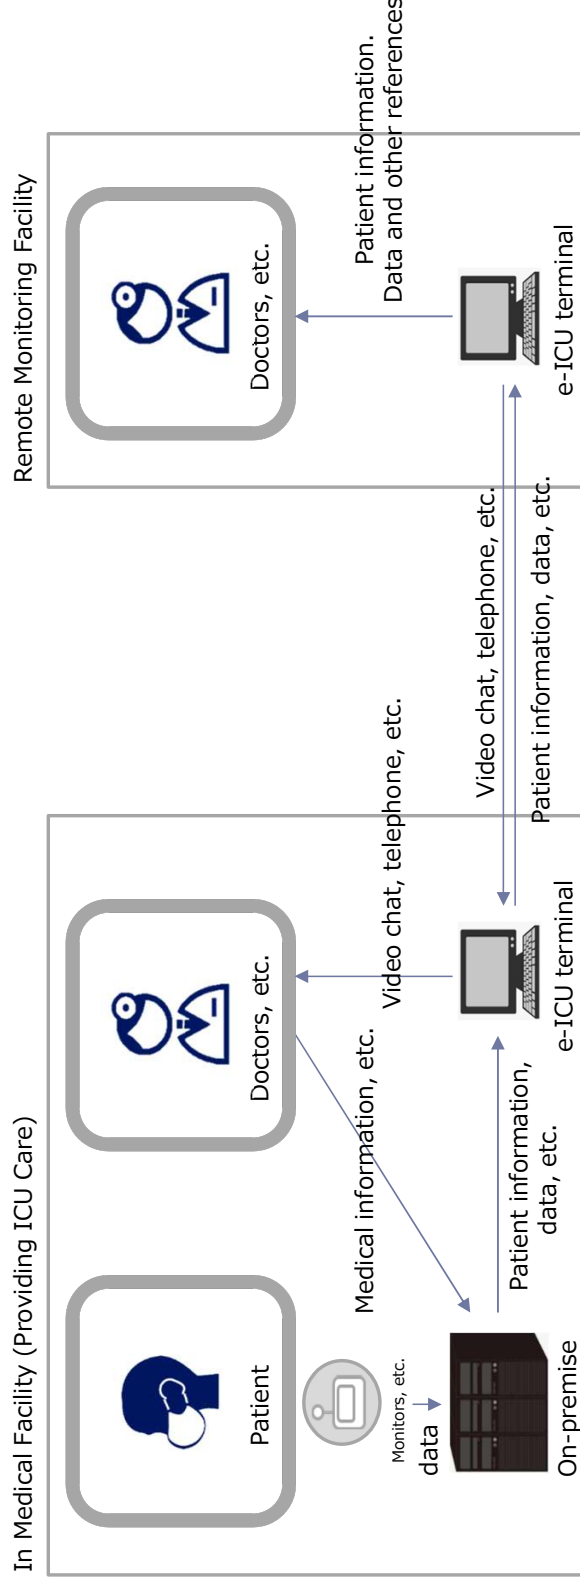 In Medical Facility (Providing ICU Care)
Patient
Monitors, etc.
data
On-premise
Doctors, etc.
Medical information, etc.
Patient information,
data, etc.
Video chat, telephone, etc.
e-ICU terminal
Video chat, telephone, etc.
Patient information, data, etc.
Remote Monitoring Facility
Doctors, etc.
Patient information.
Data and other references
e-ICU terminal